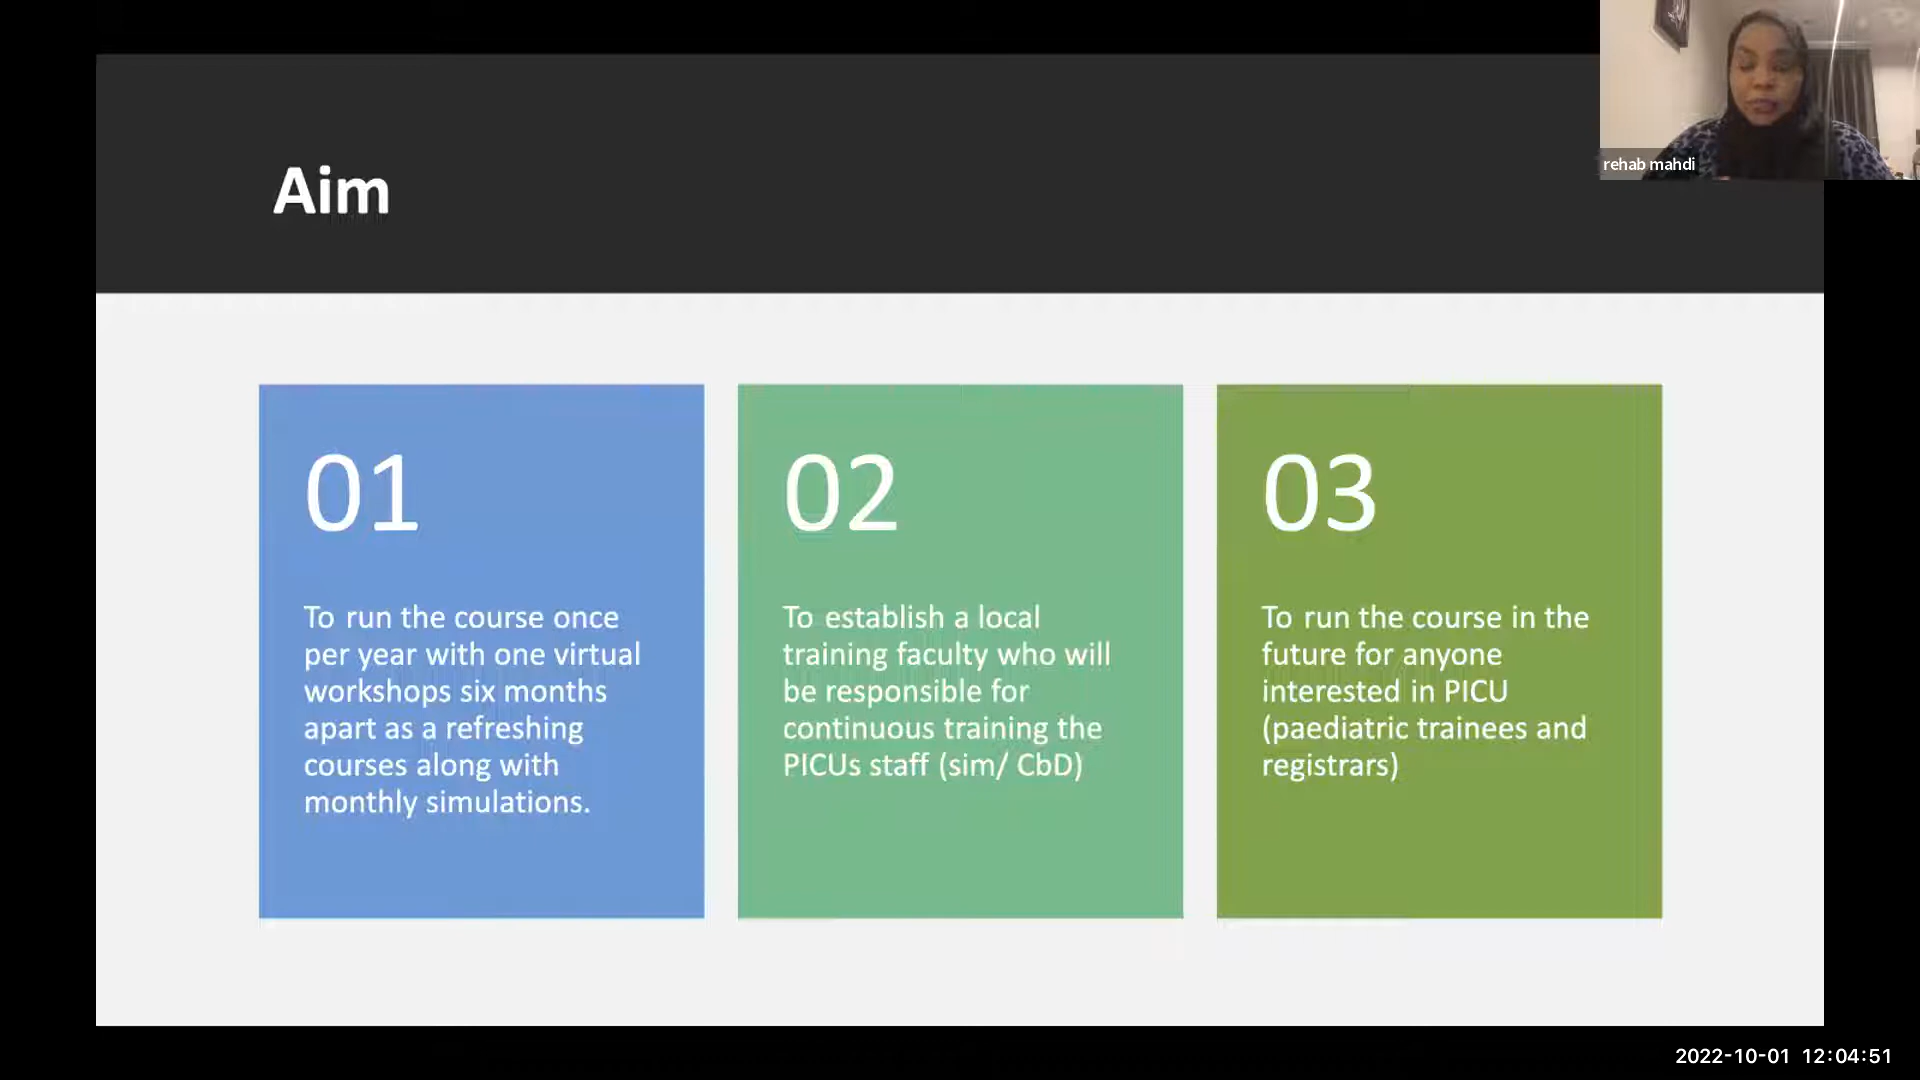 Aim
rehab mahdi
01
To run the course once
per year with one virtual
workshops six months
apart as a refreshing
courses along with
monthly simulations.
02
To establish a local
training faculty who will
be responsible for
continuous training the
PICUs staff (sim/ CbD)
03
To run the course in the
future for anyone
interested in PICU
(paediatric trainees and
registrars)
2022-10-01 12:04:51